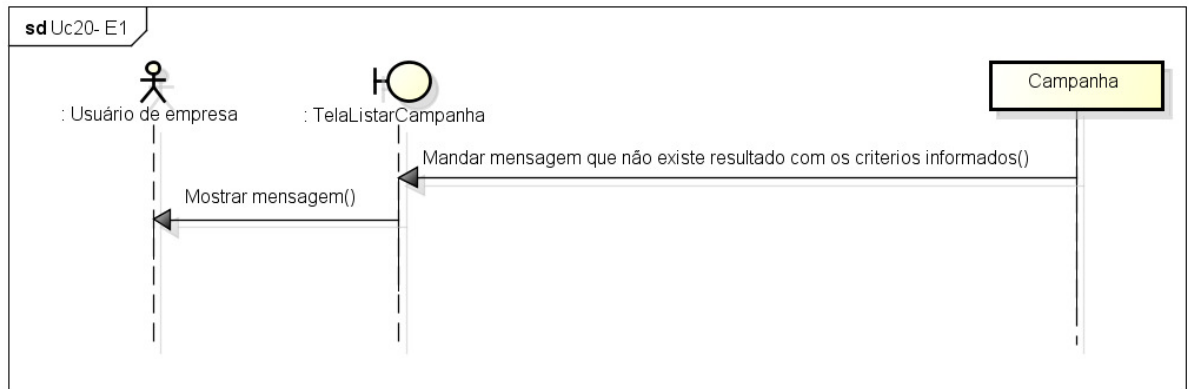 sd Uc20- E1
: Usuário de empresa
: TelaListarCampanha
Campanha
Mandar mensagem que não existe resultado com os criterios informados()
Mostrar mensagem()